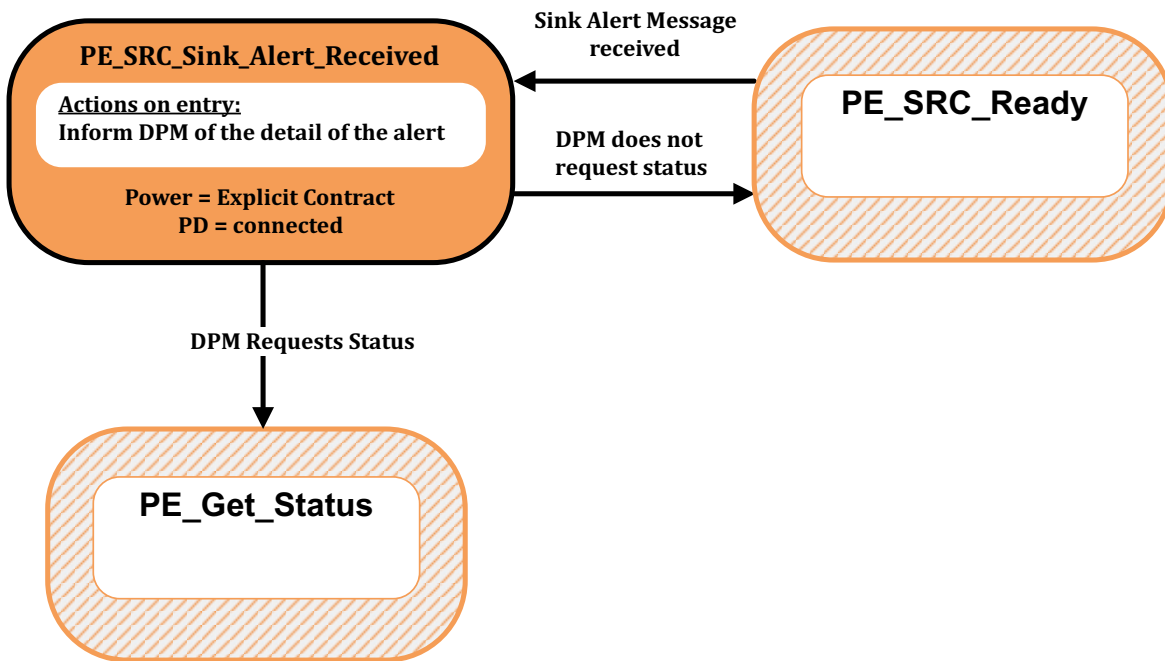 PE_SRC_Sink_Alert_Received
Actions on entry:
Inform DPM of the detail of the alert
Power = Explicit Contract
PD = connected
Sink Alert Message
received
DPM does not
request status
PE_SRC_Ready
DPM Requests Status
PE_Get_Status